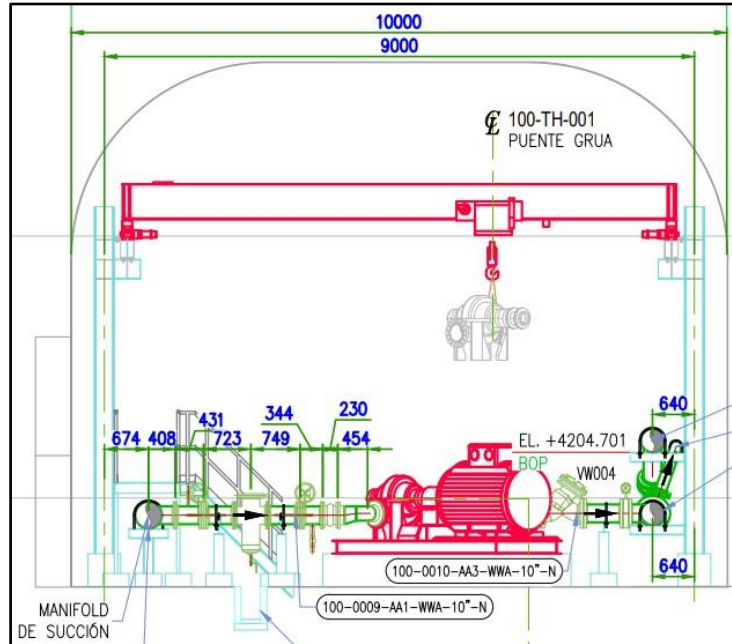 10000
9000
℄ 100-TH-001
PUENTE GRUA
344
230
640
431
674
408
723
749
454
EL. +4204.701
BOP
VW004
100-0010-AA3-WWA-10"-N
640
100-0009-AA1-WWA-10"-N
MANIFOLD
DE SUCCIÓN